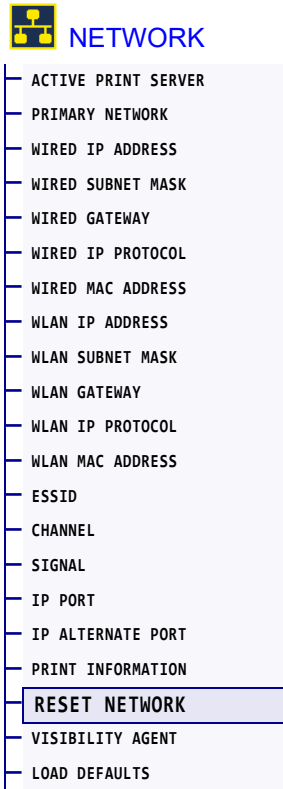 NETWORK
ACTIVE PRINT SERVER
PRIMARY NETWORK
WIRED IP ADDRESS
WIRED SUBNET MASK
WIRED GATEWAY
WIRED IP PROTOCOL
WIRED MAC ADDRESS
WLAN IP ADDRESS
WLAN SUBNET MASK
WLAN GATEWAY
WLAN IP PROTOCOL
WLAN MAC ADDRESS
ESSID
CHANNEL
SIGNAL
IP PORT
IP ALTERNATE PORT
PRINT INFORMATION
RESET NETWORK
VISIBILITY AGENT
LOAD DEFAULTS